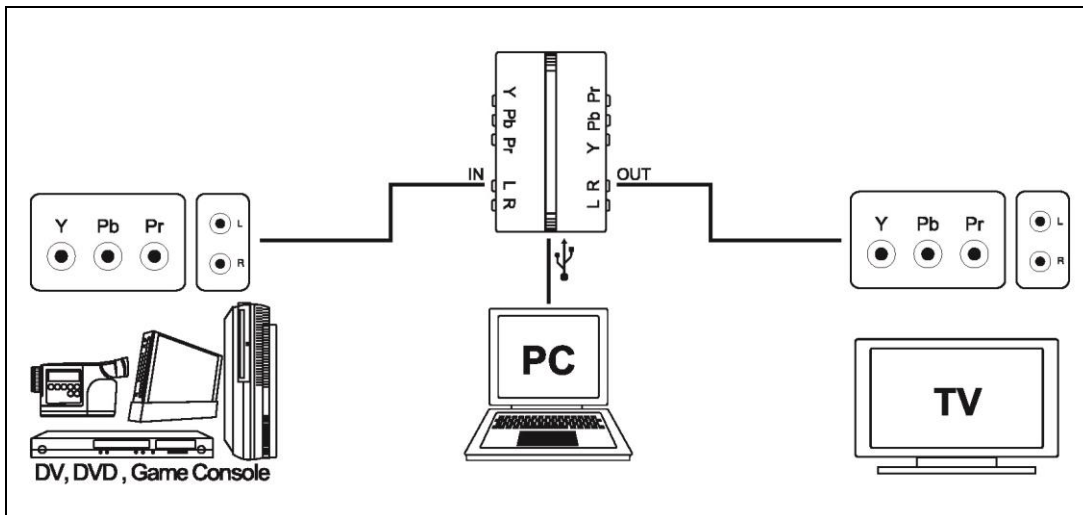 Y Pb Pr
L R
Pr Pb Y
R L
IN
OUT
Y Pb Pr
L
R
Y Pb Pr
L
R
PC
TV
DV, DVD , Game Console